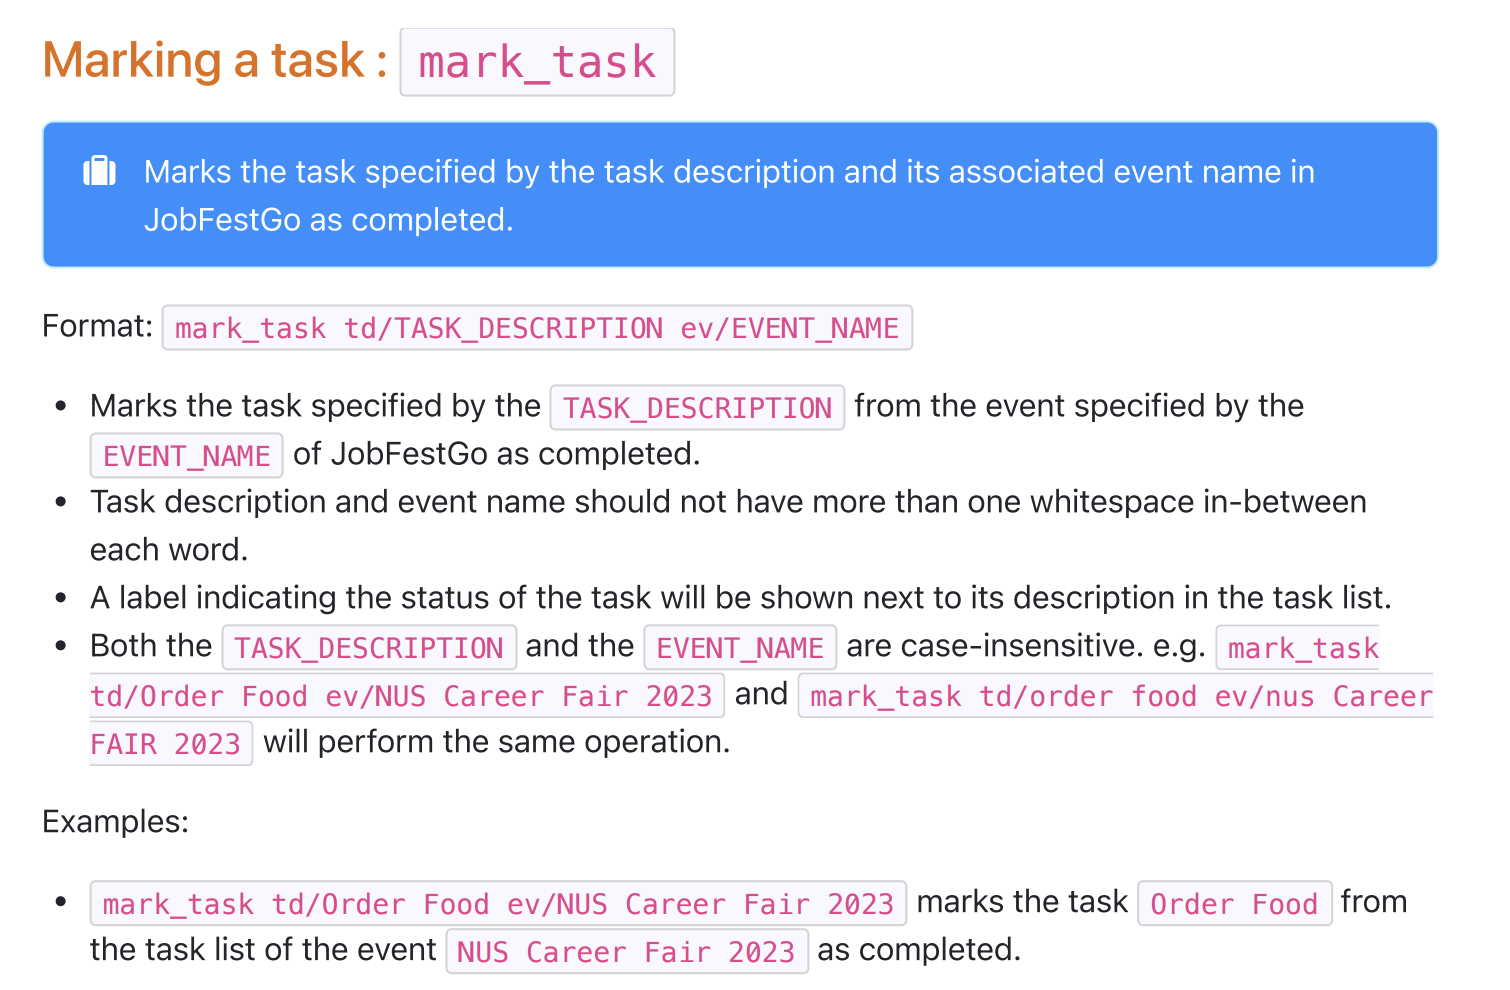 Marking a task : mark_task
Marks the task specified by the task description and its associated event name in
JobFestGo as completed.
Format: mark_task td/TASK_DESCRIPTION ev/EVENT_NAME
• Marks the task specified by the TASK_DESCRIPTION from the event specified by the
EVENT_NAME of JobFestGo as completed.
• Task description and event name should not have more than one whitespace in-between
each word.
• A label indicating the status of the task will be shown next to its description in the task list.
• Both the TASK_DESCRIPTION and the EVENT_NAME are case-insensitive. e.g. mark_task
td/Order Food ev/NUS Career Fair 2023 and mark_task td/order food ev/nus Career
FAIR 2023 will perform the same operation.
Examples:
• mark_task td/Order Food ev/NUS Career Fair 2023 marks the task Order Food from
the task list of the event NUS Career Fair 2023 as completed.